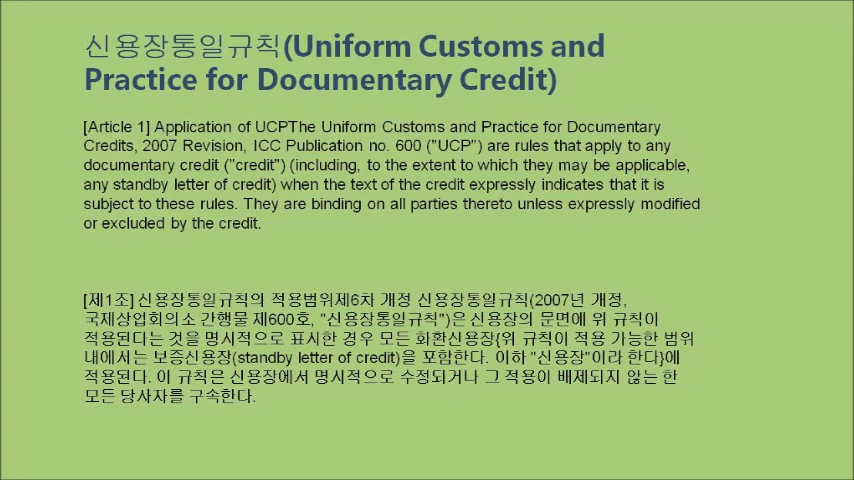 신용장통일규칙(Uniform Customs and
Practice for Documentary Credit)
[Article 1] Application of UCPThe Uniform Customs and Practice for Documentary
Credits, 2007 Revision, ICC Publication no. 600 ("UCP") are rules that apply to any
documentary credit ("credit") (including, to the extent to which they may be applicable,
any standby letter of credit) when the text of the credit expressly indicates that it is
subject to these rules. They are binding on all parties thereto unless expressly modified
or excluded by the credit.
[제1조] 신용장통일규칙의 적용범위제6차 개정 신용장통일규칙(2007년 개정,
국제상업회의소 간행물 제600호, "신용장통일규칙")은 신용장의 문면에 위 규칙이
적용된다는 것을 명시적으로 표시한 경우 모든 화환신용장{위 규칙이 적용 가능한 범위
내에서는 보증신용장(standby letter of credit)을 포함한다. 이하 "신용장"이라 한다}에
적용된다. 이 규칙은 신용장에서 명시적으로 수정되거나 그 적용이 배제되지 않는 한
모든 당사자를 구속한다.